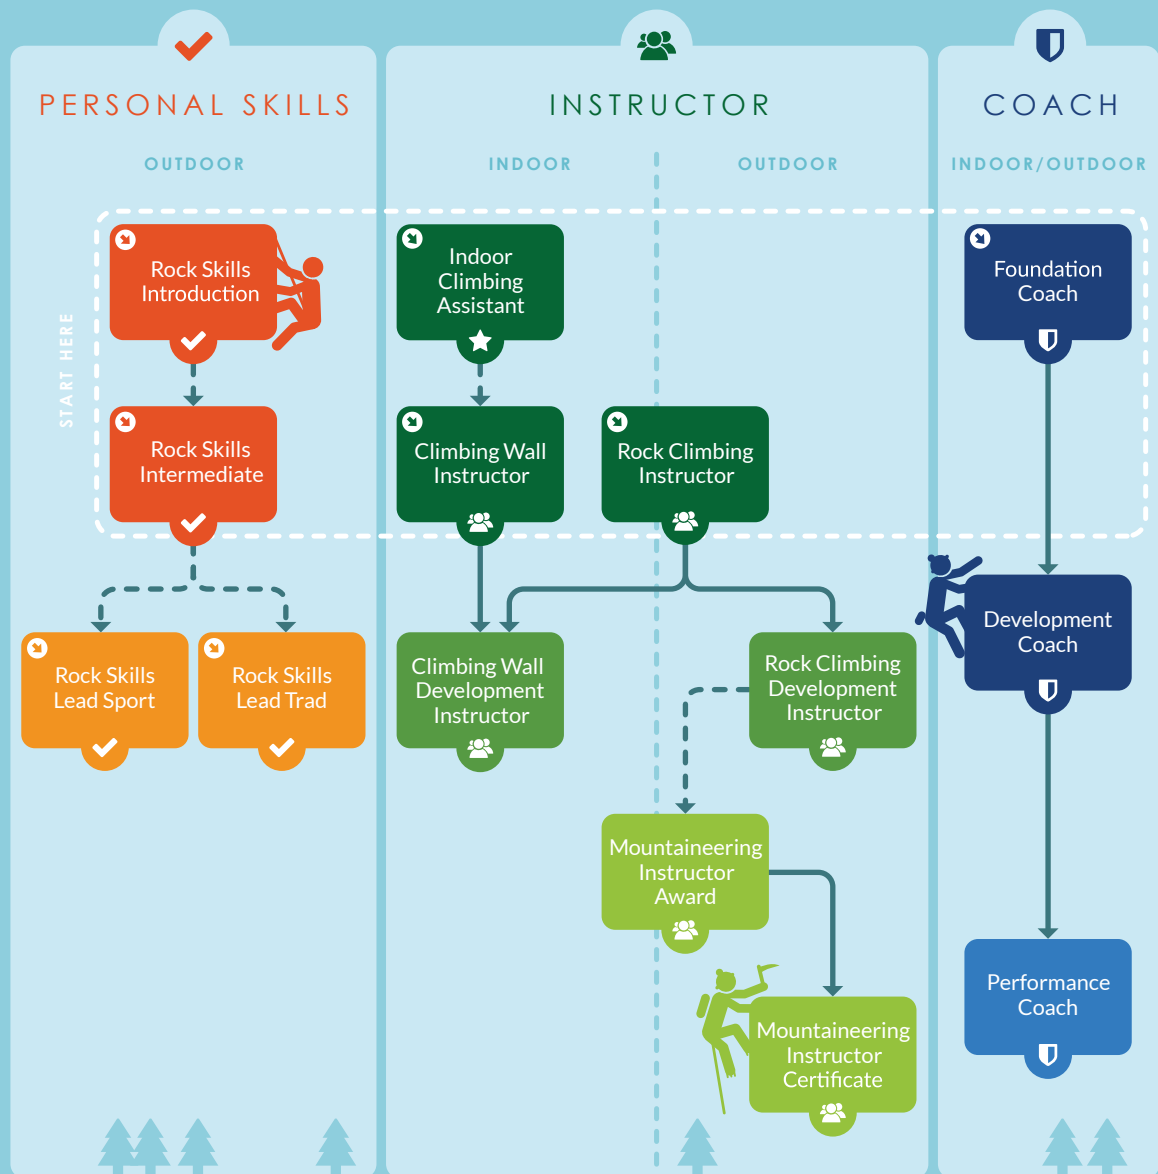 PERSONAL SKILLS
INSTRUCTOR
COACH
OUTDOOR
INDOOR
OUTDOOR
INDOOR/OUTDOOR
START HERE
Rock Skills
Introduction
Indoor
Climbing
Assistant
Foundation
Coach
Rock Skills
Intermediate
Climbing Wall
Instructor
Rock Climbing
Instructor
Development
Coach
Rock Skills
Lead Sport
Rock Skills
Lead Trad
Climbing Wall
Development
Instructor
Rock Climbing
Development
Instructor
Mountaineering
Instructor
Award
Performance
Coach
Mountaineering
Instructor
Certificate